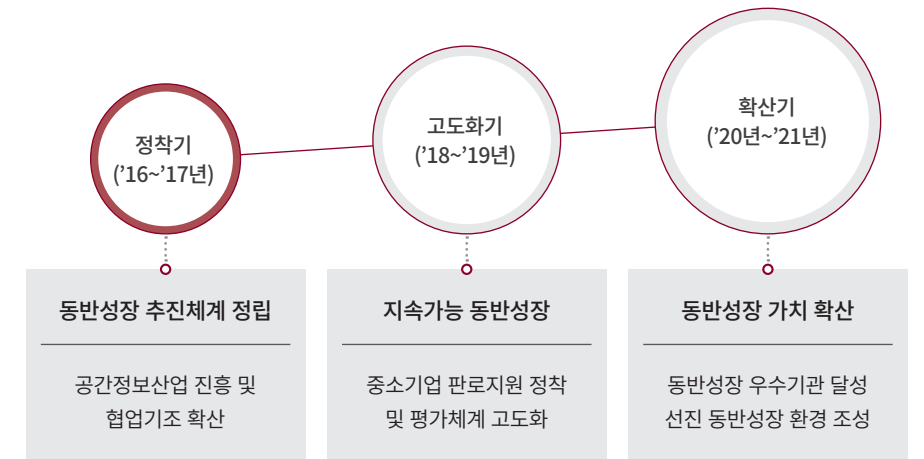 정착기
(’16~’17년)
고도화기
(’18~’19년)
확산기
(’20년~’21년)
동반성장 추진체계 정립
공간정보산업 진흥 및
협업기조 확산
지속가능 동반성장
중소기업 판로지원 정착
및 평가체계 고도화
동반성장 가치 확산
동반성장 우수기관 달성
선진 동반성장 환경 조성